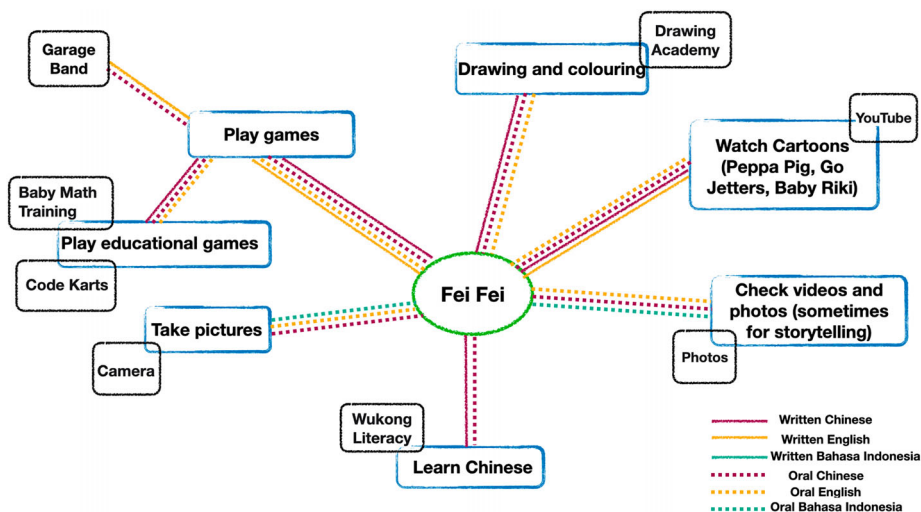 Garage
Band
Drawing
Academy
Drawing and colouring
YouTube
Play games
Watch Cartoons
(Peppa Pig, Go
Jetters, Baby Riki)
Baby Math
Training
Play educational games
Code Karts
Fei Fei
Check videos and
photos (sometimes
for storytelling)
Photos
Take pictures
Camera
Wukong
Literacy
Learn Chinese
Written Chinese
Written English
Written Bahasa Indonesia
Oral Chinese
Oral English
Oral Bahasa Indonesia